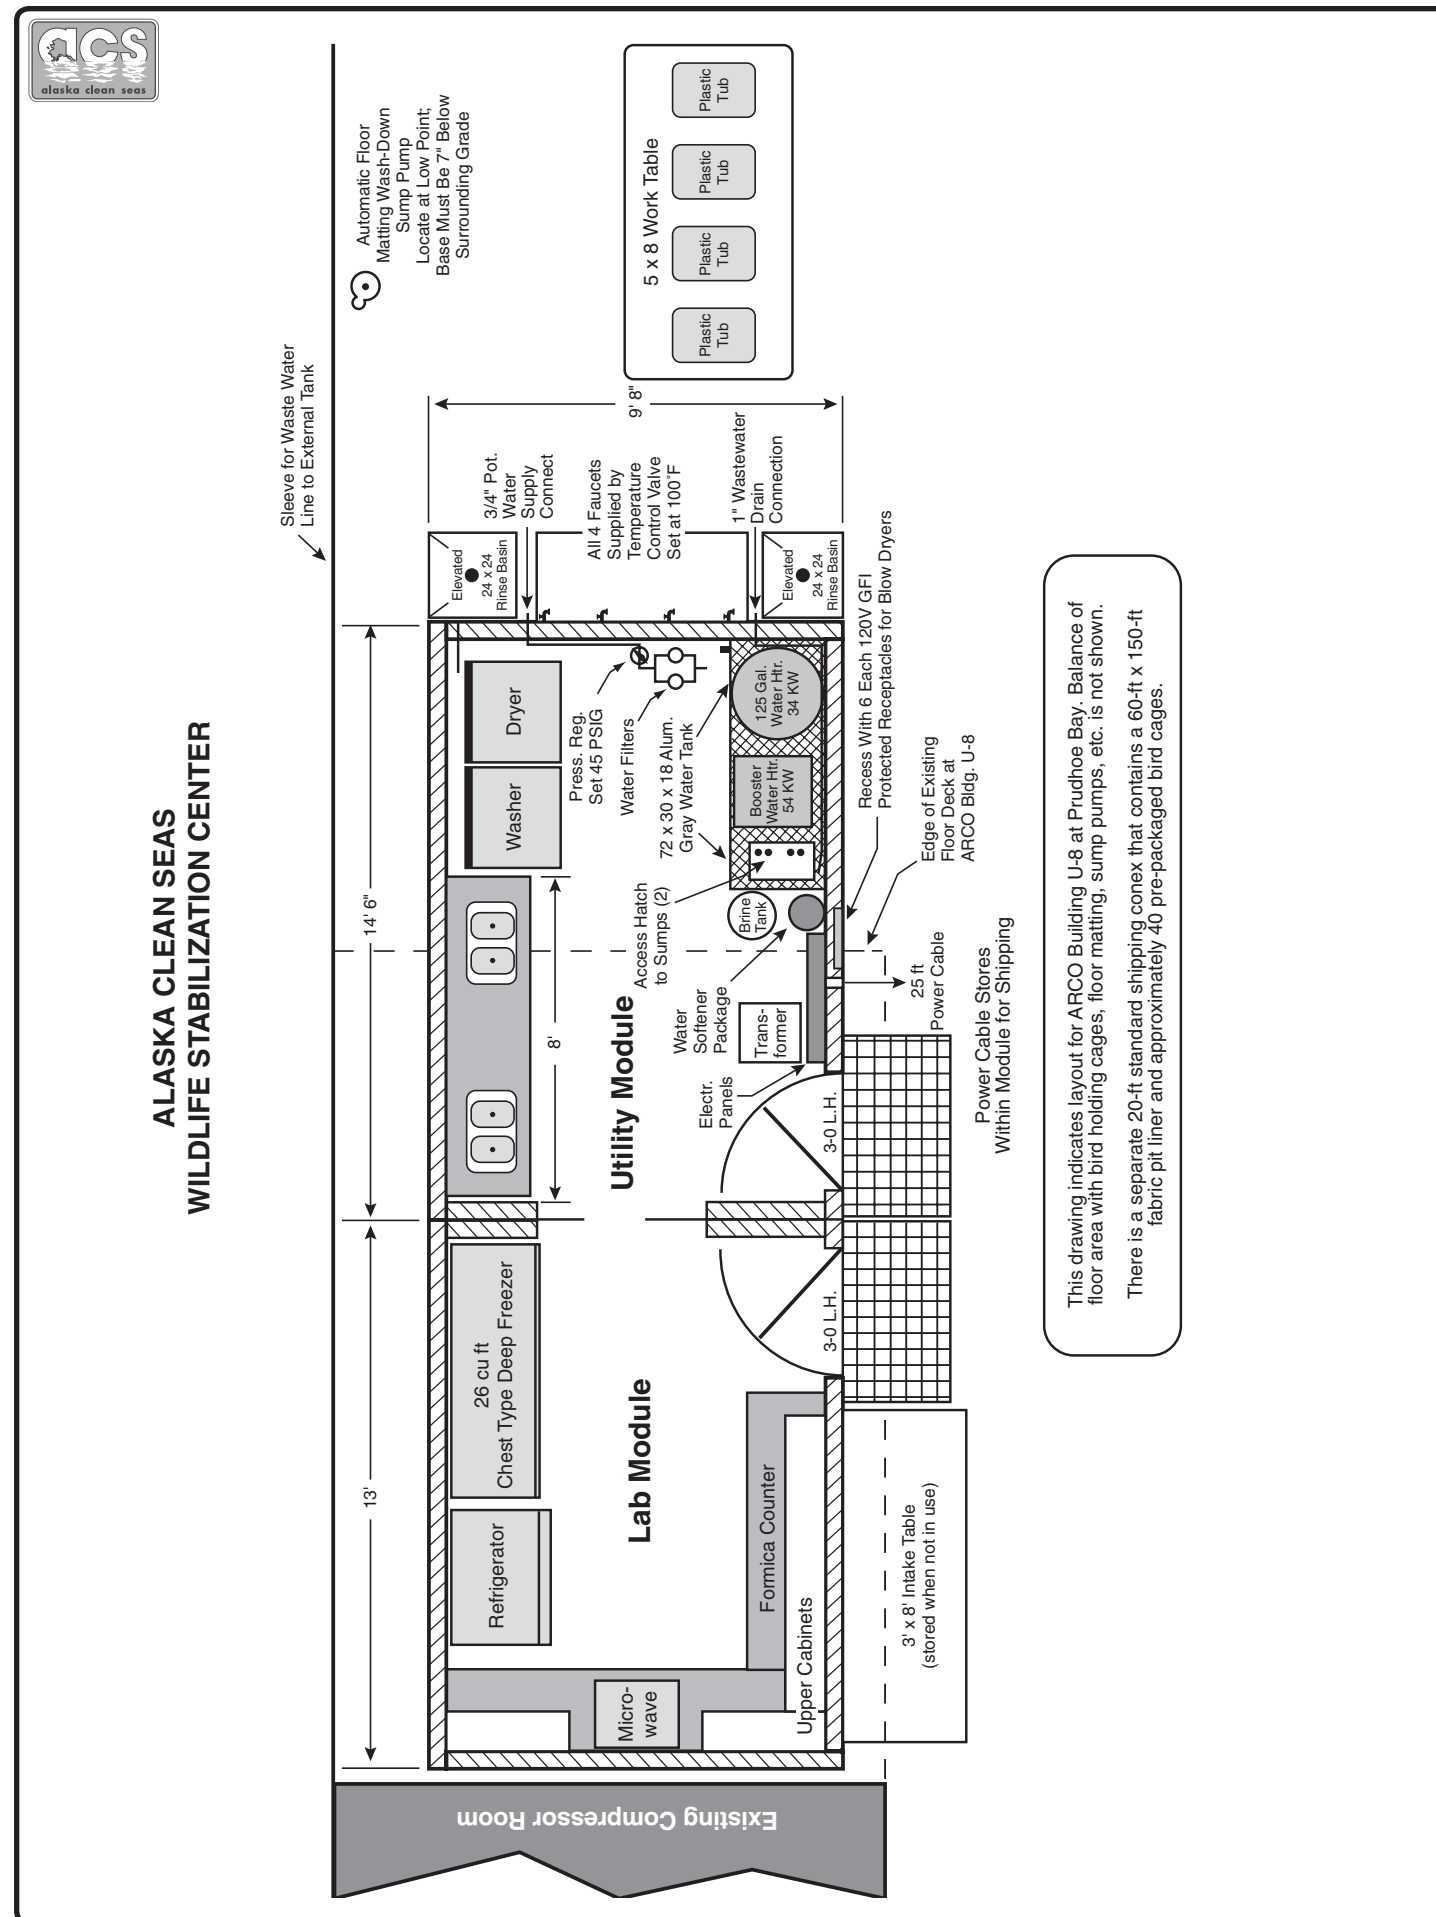 acs
alaska clean seas
ALASKA CLEAN SEAS
WILDLIFE STABILIZATION CENTER
Sleeve for Waste Water
Line to External Tank
Automatic Floor
Matting Wash-Down
Sump Pump
Locate at Low Point;
Base Must Be 7" Below
Surrounding Grade
13'
14' 6"
9' 8"
8'
Refrigerator
26 cu ft
Chest Type Deep Freezer
Washer
Dryer
Elevated
24 x 24
Rinse Basin
3/4" Pot.
Water
Supply
Connect
All 4 Faucets
Supplied by
Temperature
Control Valve
Set at 100°F
1" Wastewater
Drain
Connection
Elevated
24 x 24
Rinse Basin
5 x 8 Work Table
Plastic
Tub
Plastic
Tub
Plastic
Tub
Plastic
Tub
Press. Reg.
Set 45 PSIG
Water Filters
72 x 30 x 18 Alum.
Gray Water Tank
Access Hatch
to Sumps (2)
125 Gal.
Water Htr.
34 KW
Booster
Water Htr.
54 KW
Brine
Tank
Water
Softener
Package
Trans-
former
Electr.
Panels
Utility Module
Lab Module
3-0 L.H.
3-0 L.H.
Micro-
wave
Formica Counter
Upper Cabinets
3' x 8' Intake Table
(stored when not in use)
Existing Compressor Room
Recess With 6 Each 120V GFI
Protected Receptacles for Blow Dryers
Edge of Existing
Floor Deck at
ARCO Bldg. U-8
25 ft
Power Cable
Power Cable Stores
Within Module for Shipping
This drawing indicates layout for ARCO Building U-8 at Prudhoe Bay. Balance of
floor area with bird holding cages, floor matting, sump pumps, etc. is not shown.
There is a separate 20-ft standard shipping conex that contains a 60-ft x 150-ft
fabric pit liner and approximately 40 pre-packaged bird cages.